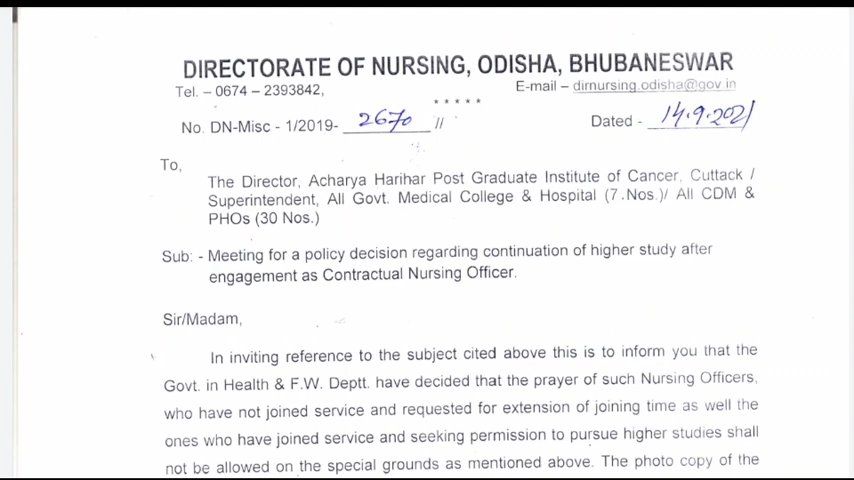 DIRECTORATE OF NURSING, ODISHA, BHUBANESWAR
Tel. – 0674 – 2393842, E-mail – dirnursing.odisha@gov.in
*****
No. DN-Misc - 1/2019- 2670 // Dated - 14.9.2021
To,
The Director, Acharya Harihar Post Graduate Institute of Cancer, Cuttack /
Superintendent, All Govt. Medical College & Hospital (7.Nos.)/ All CDM &
PHOs (30 Nos.)
Sub: - Meeting for a policy decision regarding continuation of higher study after
engagement as Contractual Nursing Officer.
Sir/Madam,
In inviting reference to the subject cited above this is to inform you that the
Govt. in Health & F.W. Deptt. have decided that the prayer of such Nursing Officers,
who have not joined service and requested for extension of joining time as well the
ones who have joined service and seeking permission to pursue higher studies shall
not be allowed on the special grounds as mentioned above. The photo copy of the